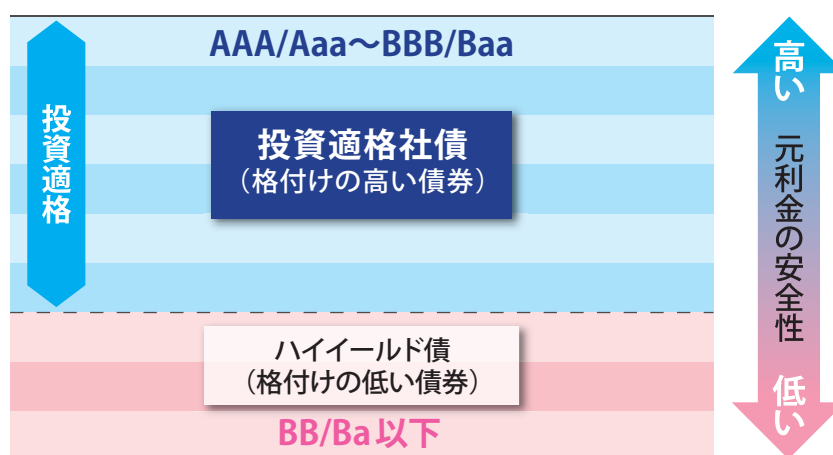 AAA/Aaa～BBB/Baa
投資適格
投資適格社債
（格付けの高い債券）
ハイイールド債
（格付けの低い債券）
BB/Ba以下
高い
元利金の安全性
低い